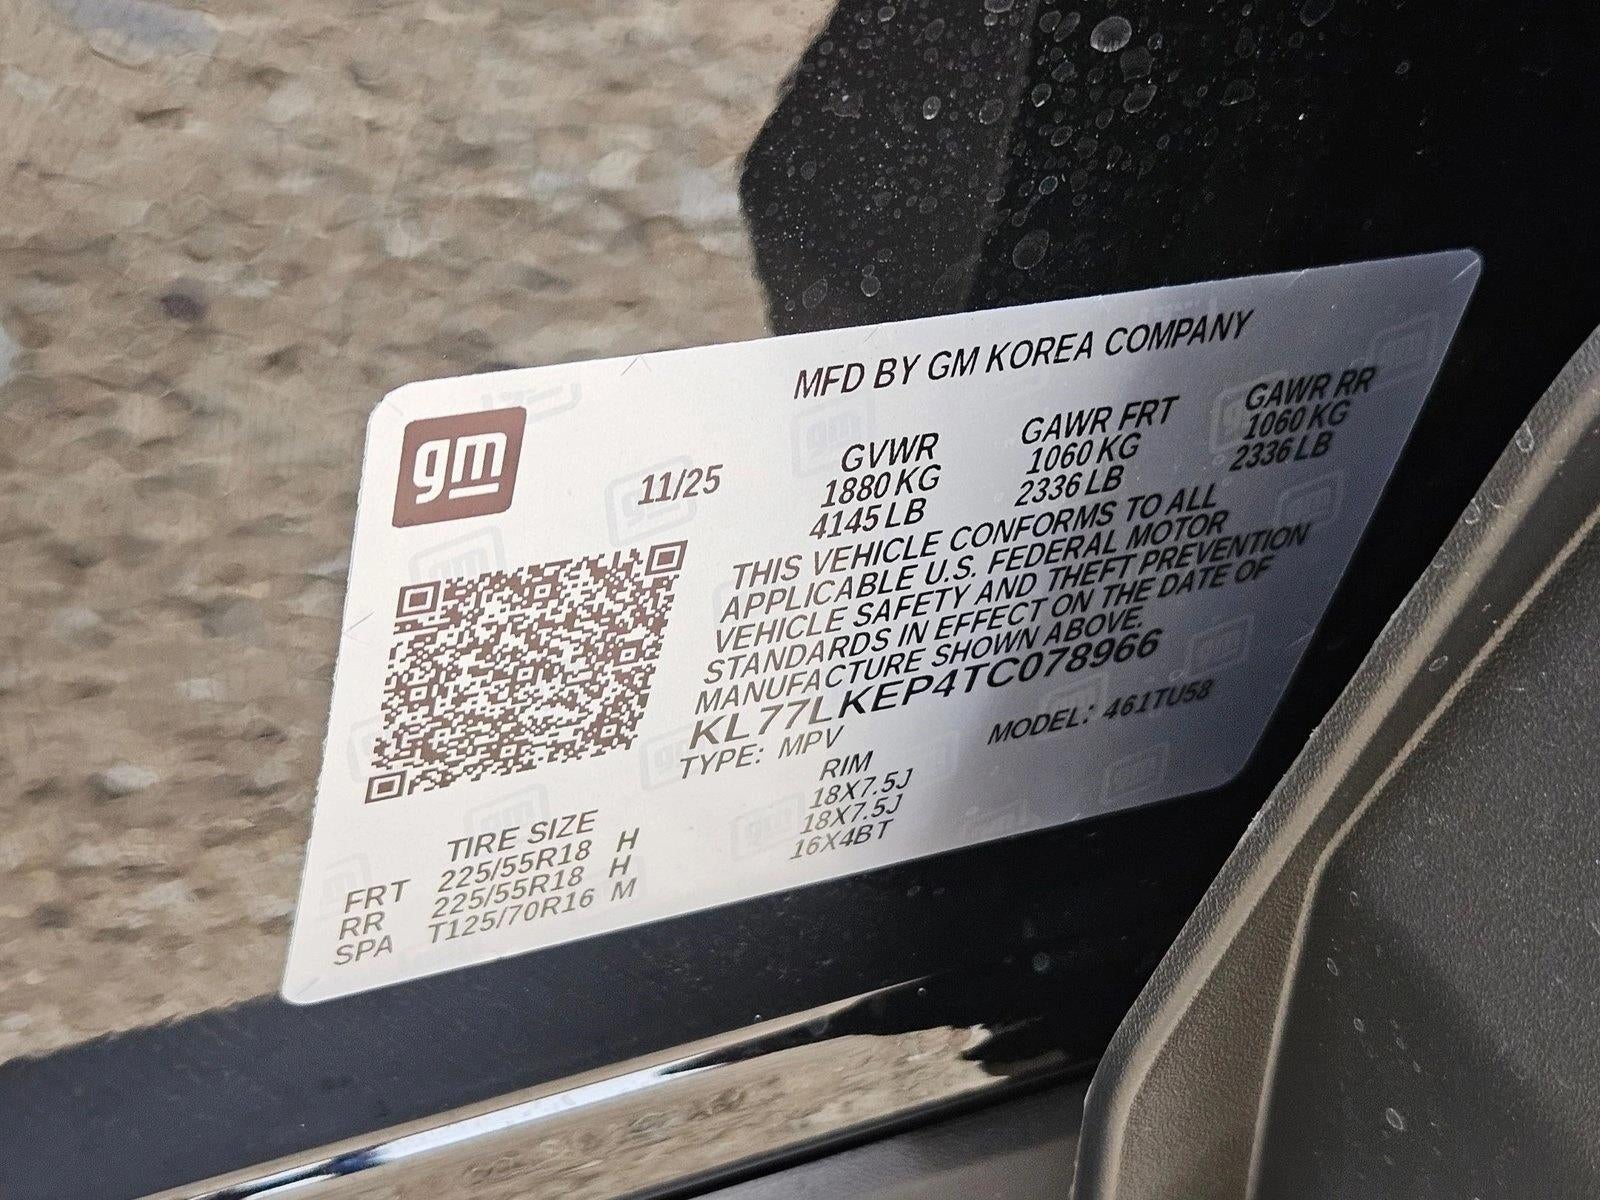 gm
MFD BY GM KOREA COMPANY
11/25
GVWR GAWR FRT GAWR RR
1880 KG 1060 KG 1060 KG
4145 LB 2336 LB 2336 LB
THIS VEHICLE CONFORMS TO ALL
APPLICABLE U.S. FEDERAL MOTOR
VEHICLE SAFETY AND THEFT PREVENTION
STANDARDS IN EFFECT ON THE DATE OF
MANUFACTURE SHOWN ABOVE.
KL77LKEP4TC078966
TYPE: MPV MODEL: 461TU58
TIRE SIZE RIM
FRT 225/55R18 H 18X7.5J
RR 225/55R18 H 18X7.5J
SPA T125/70R16 M 16X4BT